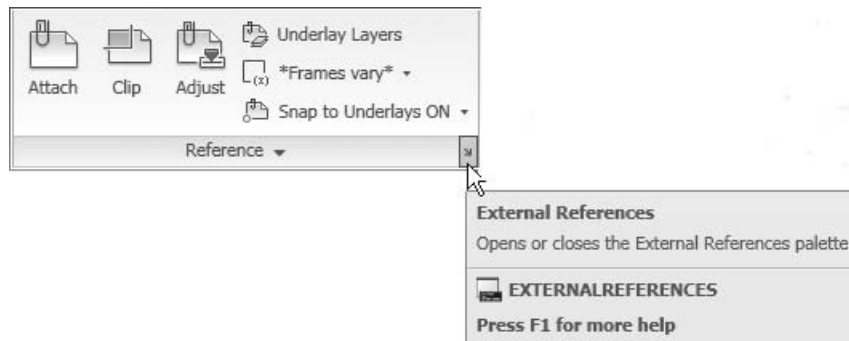 Attach
Clip
Adjust
Underlay Layers
(x) *Frames vary*
Snap to Underlays ON
Reference
External References
Opens or closes the External References palette
EXTERNALREFERENCES
Press F1 for more help